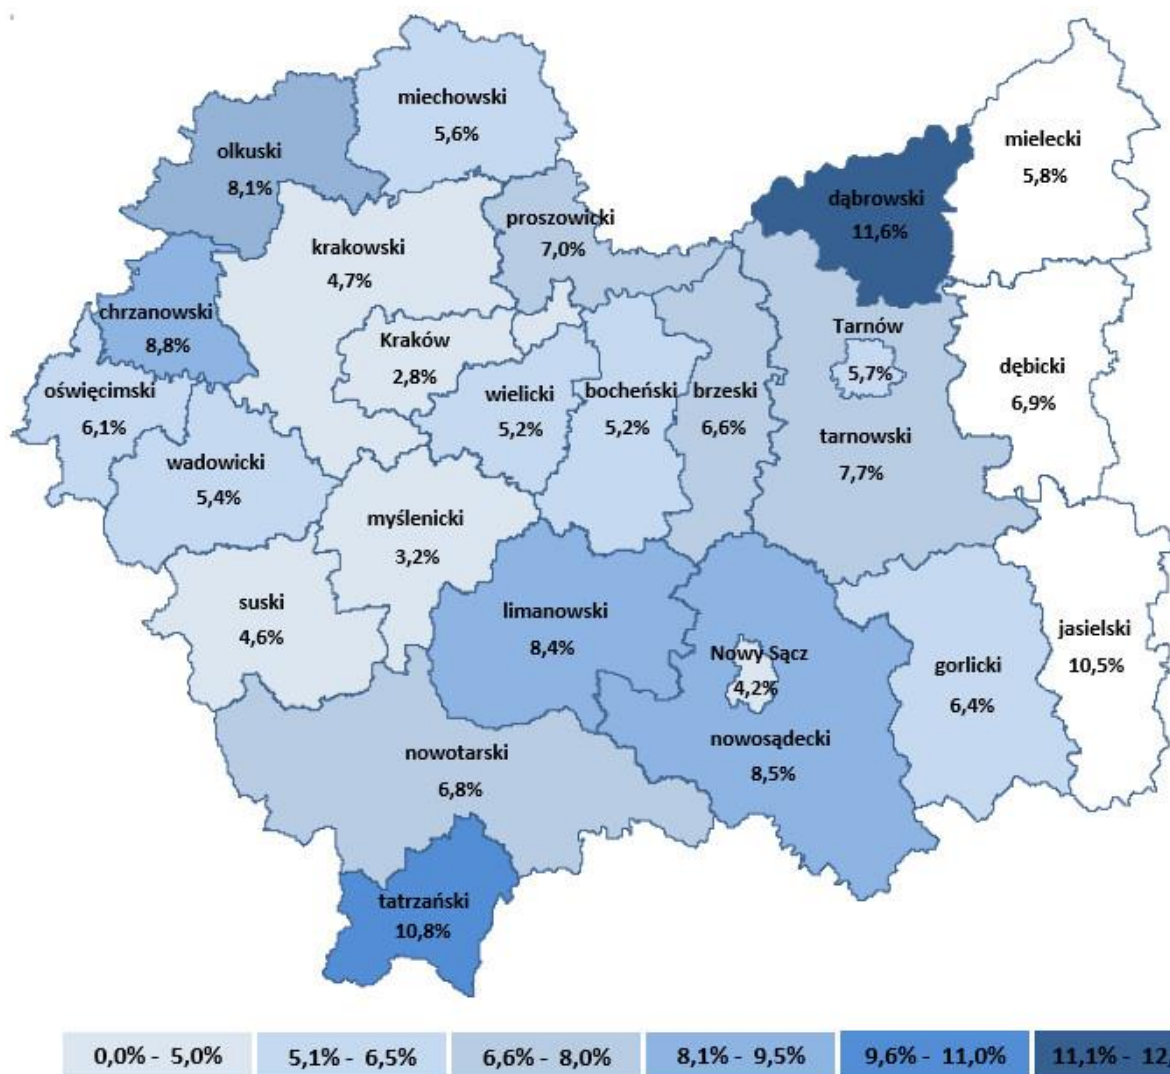 miechowski
5,6%
olkuski
8,1%
mielecki
5,8%
dąbrowski
11,6%
proszowicki
7,0%
krakowski
4,7%
chrzanowski
8,8%
Kraków
2,8%
Tarnów
5,7%
oświęcimski
6,1%
wielicki
5,2%
bocheński
5,2%
brzeski
6,6%
dębicki
6,9%
tarnowski
7,7%
wadowicki
5,4%
myślenicki
3,2%
suski
4,6%
limanowski
8,4%
Nowy Sącz
4,2%
gorlicki
6,4%
jasielski
10,5%
nowotarski
6,8%
nowosądecki
8,5%
tatrzański
10,8%
0,0% - 5,0% 5,1% - 6,5% 6,6% - 8,0% 8,1% - 9,5% 9,6% - 11,0% 11,1% - 12,